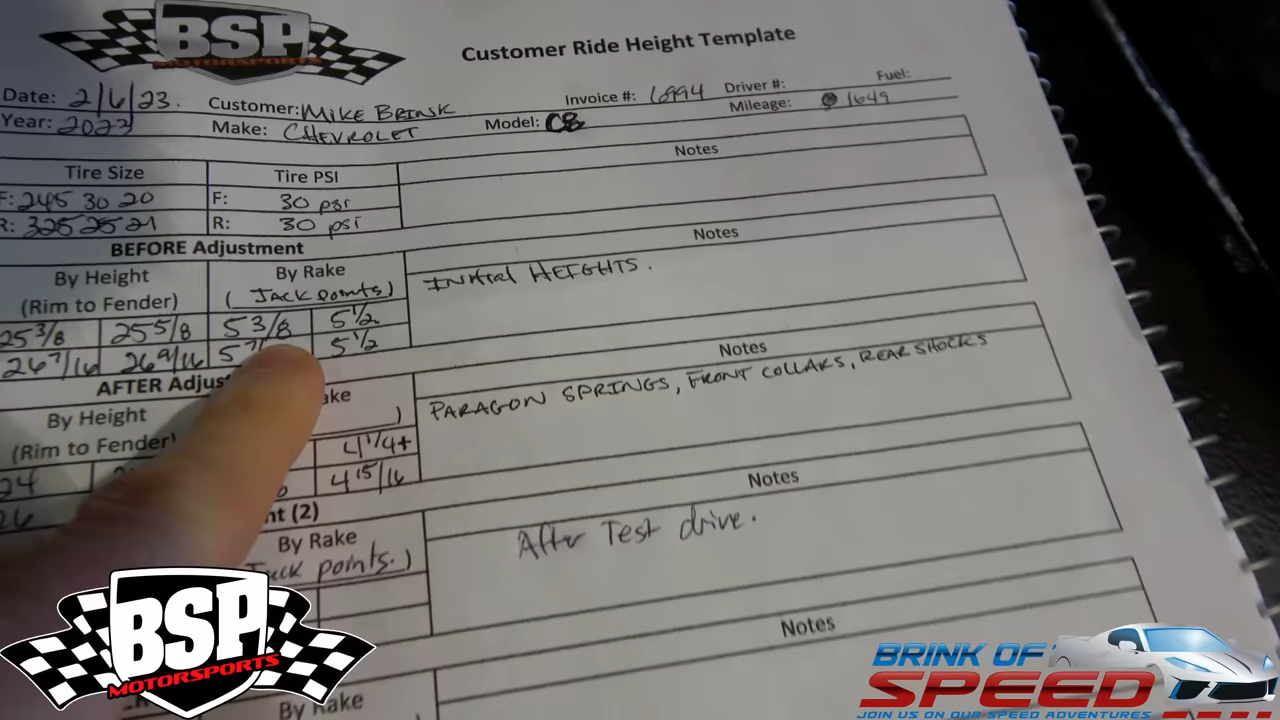 BSP
MOTORSPORTS
Customer Ride Height Template
Date: 2/6/23. Customer: MIKE BRINSK Invoice #: 16994 Driver #: Fuel:
Year: 2023 Make: CHEVROLET Model: C8 Mileage: 1649
Tire Size Tire PSI Notes
F: 245 30 20 F: 30 psI
R: 325 25 21 R: 30 psI
BEFORE Adjustment Notes
By Height By Rake INItIal HEIGHTS.
(Rim to Fender) (JACK points)
25 3/8 25 5/8 5 3/8 5 1/2
26 7/16 26 9/16 5 5 1/2
AFTER Notes
By Height PARAGON SPRINGS, FRONT COLLARS, REAR SHOCKS
(Rim to Fender) )
24 4 1/4+
26 4 15/16
(2) Notes
By Rake After Test drive.
Jack points.)
Notes
By Rake
BSP
MOTORSPORTS
BRINK OF
SPEED
JOIN US ON OUR SPEED ADVENTURES